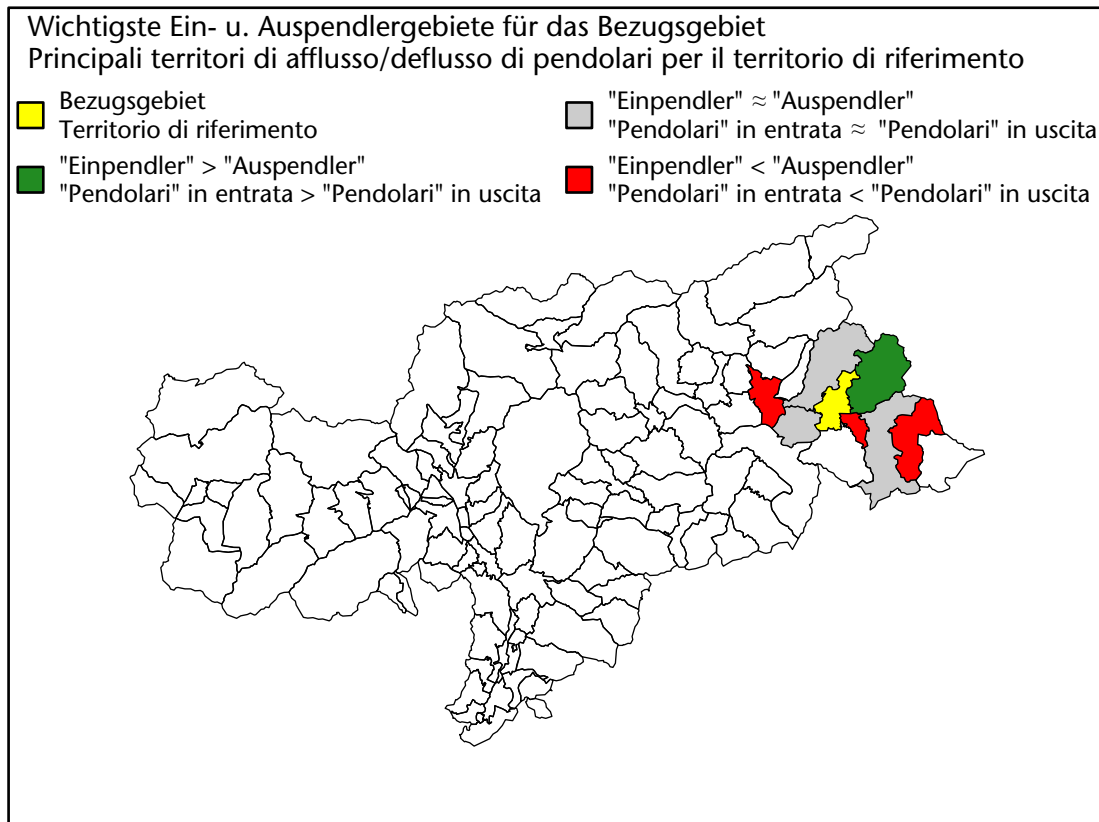 Wichtigste Ein- u. Auspendlergebiete für das Bezugsgebiet
Principali territori di afflusso/deflusso di pendolari per il territorio di riferimento
Bezugsgebiet
Territorio di riferimento
"Einpendler" ≈ "Auspendler"
"Pendolari" in entrata ≈ "Pendolari" in uscita
"Einpendler" > "Auspendler"
"Pendolari" in entrata > "Pendolari" in uscita
"Einpendler" < "Auspendler"
"Pendolari" in entrata < "Pendolari" in uscita